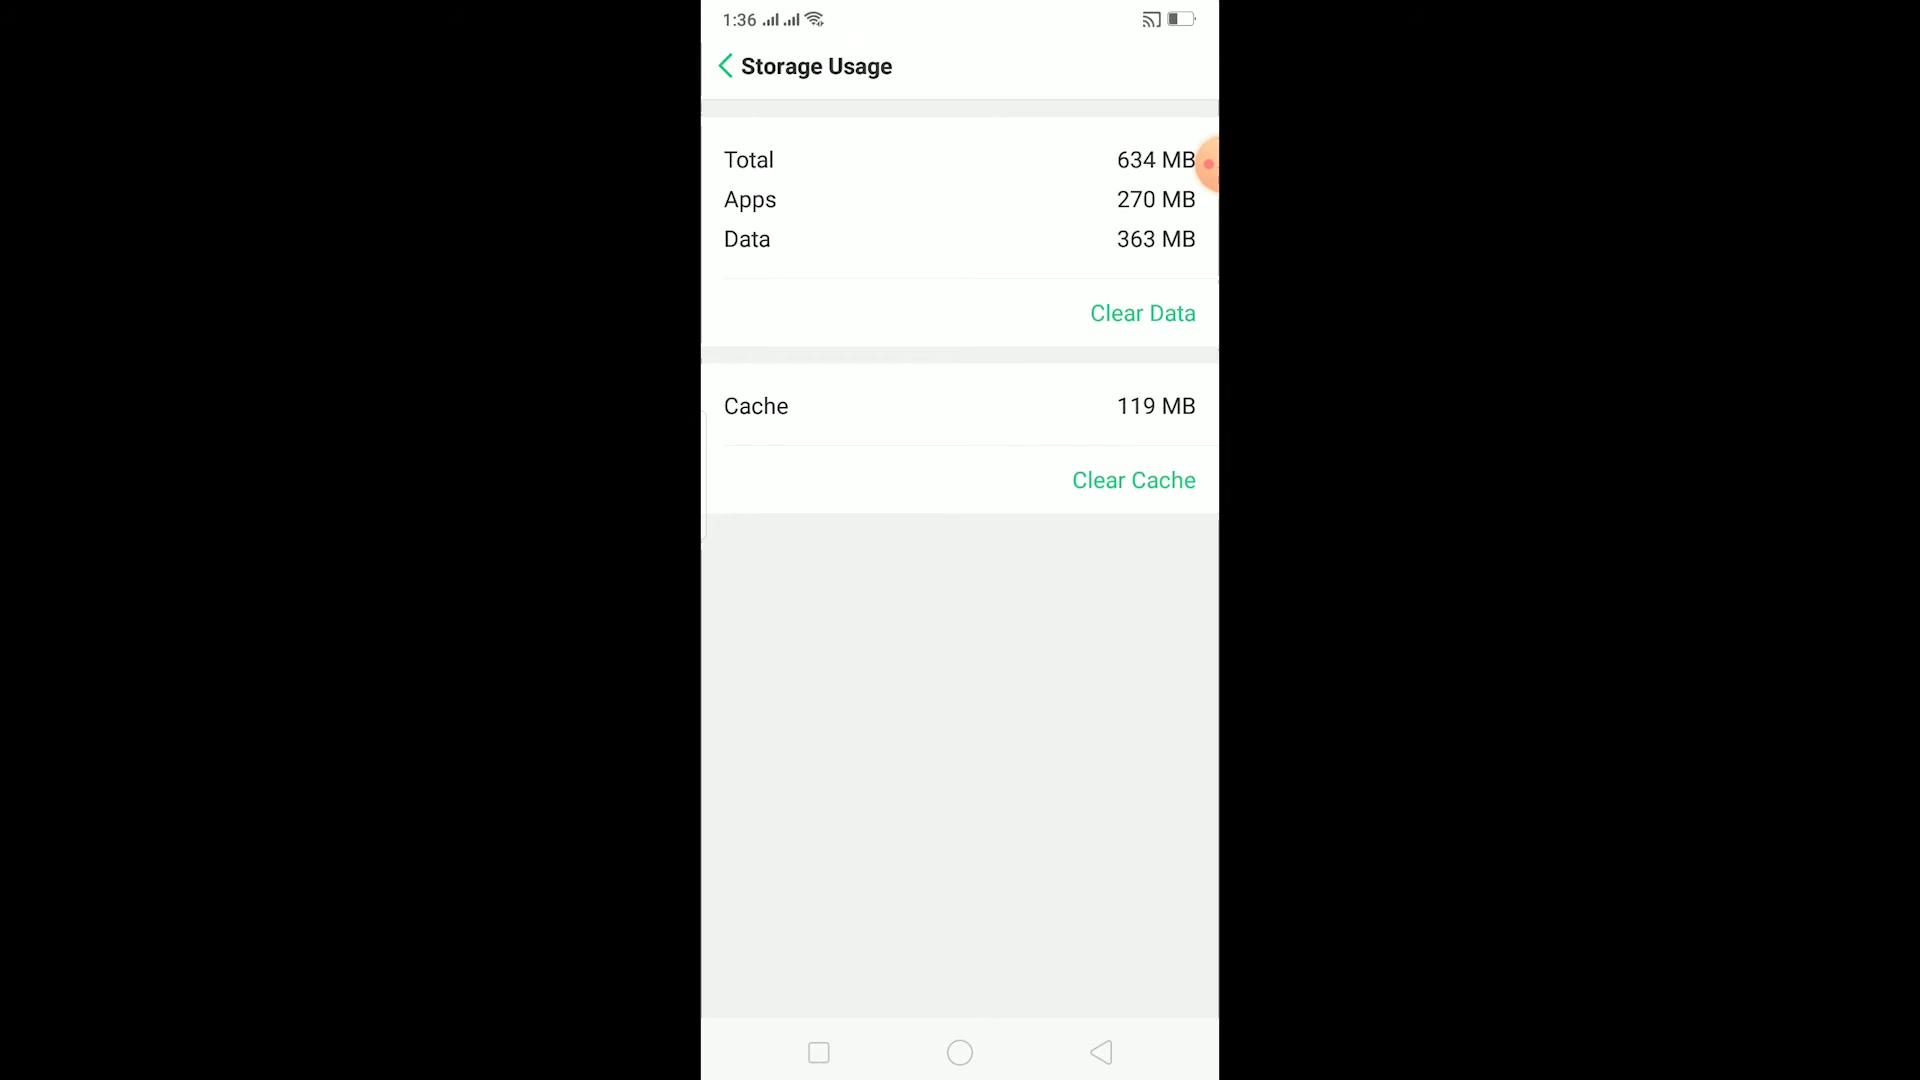 1:36
Storage Usage
Total 634 MB
Apps 270 MB
Data 363 MB
Clear Data
Cache 119 MB
Clear Cache